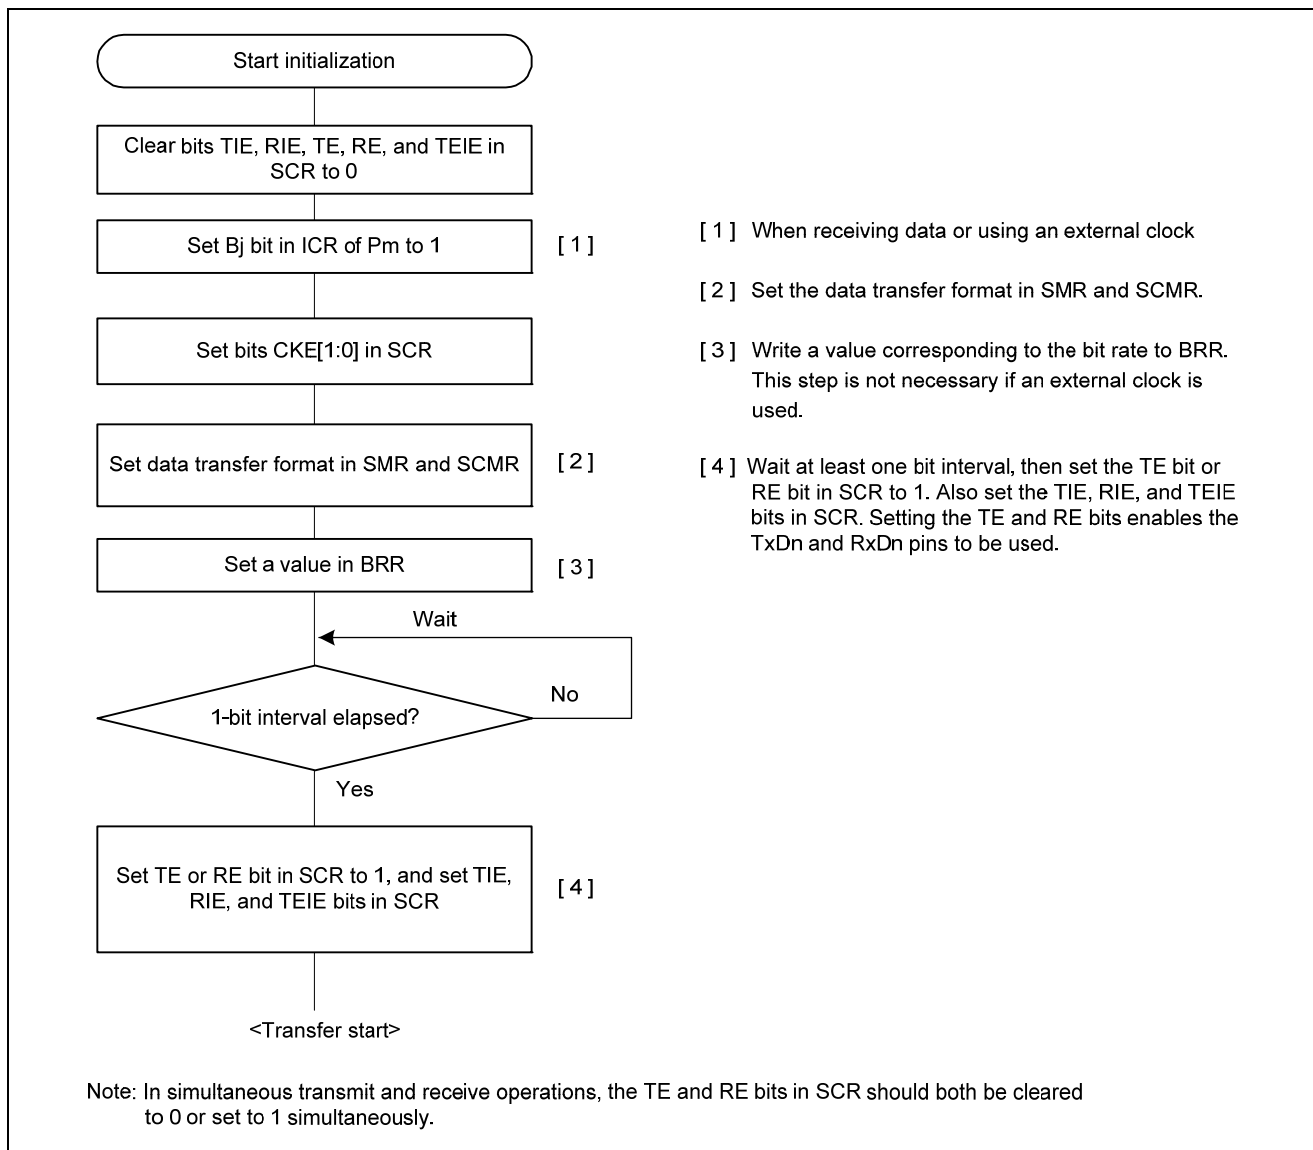 Start initialization
Clear bits TIE, RIE, TE, RE, and TEIE in
SCR to 0
Set Bj bit in ICR of Pm to 1
[ 1 ]
Set bits CKE[1:0] in SCR
Set data transfer format in SMR and SCMR
[ 2 ]
Set a value in BRR
[ 3 ]
Wait
1-bit interval elapsed?
No
Yes
Set TE or RE bit in SCR to 1, and set TIE,
RIE, and TEIE bits in SCR
[ 4 ]
<Transfer start>
[ 1 ] When receiving data or using an external clock
[ 2 ] Set the data transfer format in SMR and SCMR.
[ 3 ] Write a value corresponding to the bit rate to BRR.
This step is not necessary if an external clock is
used.
[ 4 ] Wait at least one bit interval, then set the TE bit or
RE bit in SCR to 1. Also set the TIE, RIE, and TEIE
bits in SCR. Setting the TE and RE bits enables the
TxDn and RxDn pins to be used.
Note: In simultaneous transmit and receive operations, the TE and RE bits in SCR should both be cleared
to 0 or set to 1 simultaneously.